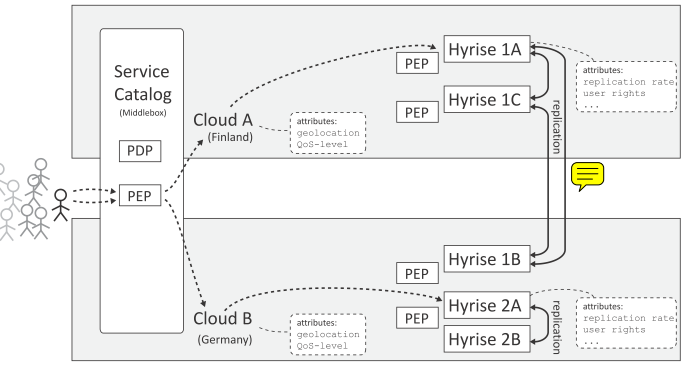 Service
Catalog
(Middlebox)
PDP
PEP
Cloud A
(Finland)
attributes:
geolocation
QoS-level
PEP
Hyrise 1A
PEP
Hyrise 1C
replication
attributes:
replication rate
user rights
...
Cloud B
(Germany)
attributes:
geolocation
QoS-level
PEP
Hyrise 1B
PEP
Hyrise 2A
Hyrise 2B
replication
attributes:
replication rate
user rights
...